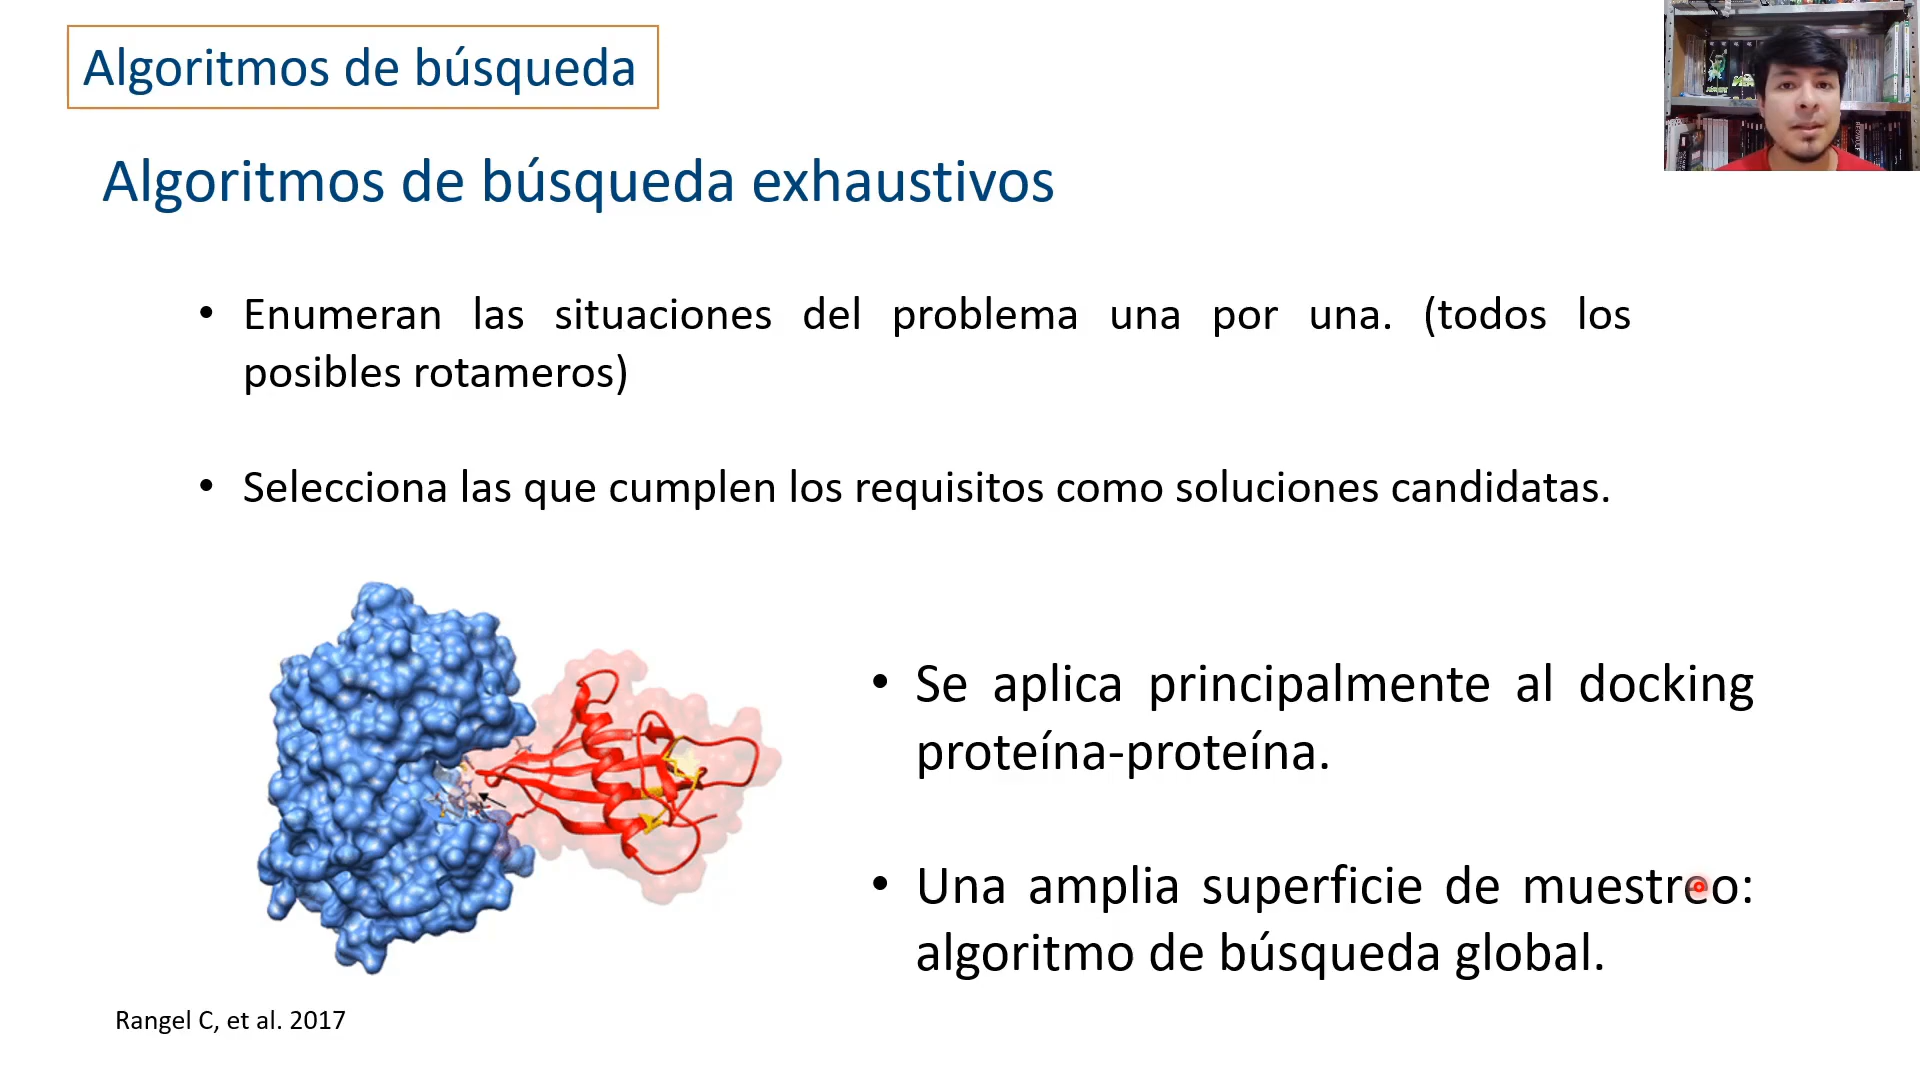 Algoritmos de búsqueda
Algoritmos de búsqueda exhaustivos
• Enumeran las situaciones del problema una por una. (todos los
posibles rotameros)
• Selecciona las que cumplen los requisitos como soluciones candidatas.
• Se aplica principalmente al docking
proteína-proteína.
• Una amplia superficie de muestreo:
algoritmo de búsqueda global.
Rangel C, et al. 2017